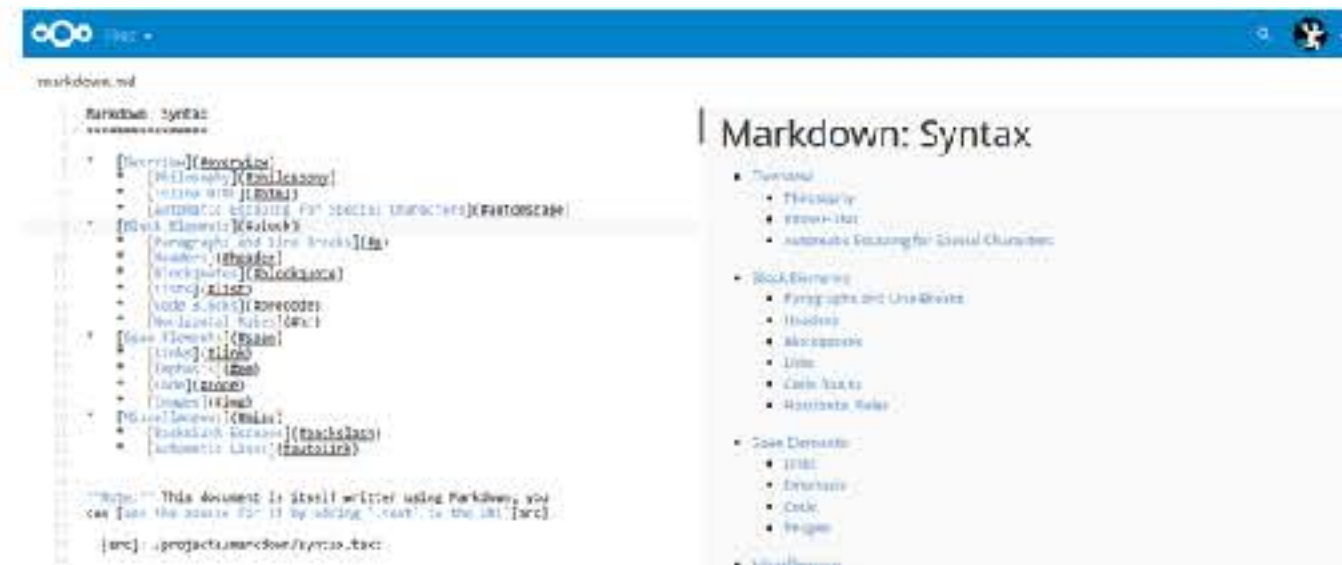 Files
markdown.md
Markdown: Syntax
================
* [Overview](#overview)
* [Philosophy](#philosophy)
* [Inline HTML](#html)
* [Automatic Escaping for Special Characters](#autoescape)
* [Block Elements](#block)
* [Paragraphs and Line Breaks](#p)
* [Headers](#header)
* [Blockquotes](#blockquote)
* [Lists](#list)
* [Code Blocks](#precode)
* [Horizontal Rules](#hr)
* [Span Elements](#span)
* [Links](#link)
* [Emphasis](#em)
* [Code](#code)
* [Images](#img)
* [Miscellaneous](#misc)
* [Backslash Escapes](#backslash)
* [Automatic Links](#autolink)
**Note:** This document is itself written using Markdown; you
can [see the source for it by adding '.text' to the URL][src]
[src]: /projects/markdown/syntax.text
Markdown: Syntax
Overview
Philosophy
Inline HTML
Automatic Escaping for Special Characters
Block Elements
Paragraphs and Line Breaks
Headers
Blockquotes
Lists
Code Blocks
Horizontal Rules
Span Elements
Links
Emphasis
Code
Images
Miscellaneous